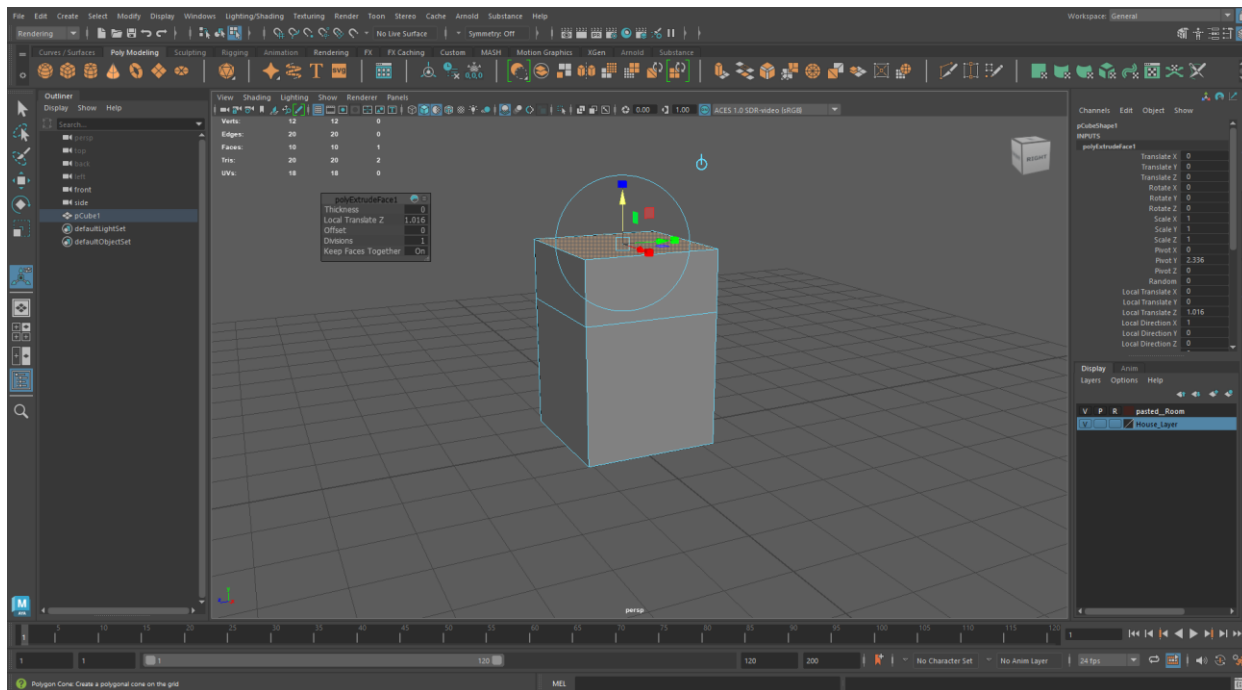 File Edit Create Select Modify Display Windows Lighting/Shading Texturing Render Toon Stereo Cache Arnold Substance Help
Workspace: General
Rendering
No Live Surface
Symmetry: Off
Curves / Surfaces Poly Modeling Sculpting Rigging Animation Rendering FX FX Caching Custom MASH Motion Graphics XGen Arnold Substance
Outliner
Display Show Help
Search...
persp
top
back
left
front
side
pCube1
defaultLightSet
defaultObjectSet
View Shading Lighting Show Renderer Panels
0.00 1.00 ACES 1.0 SDR-video (sRGB)
Verts: 12 12 0
Edges: 20 20 0
Faces: 10 10 1
Tris: 20 20 2
UVs: 18 18 0
polyExtrudeFace1
Thickness 0
Local Translate Z 1.016
Offset 0
Divisions 1
Keep Faces Together On
RIGHT
persp
Channels Edit Object Show
pCubeShape1
INPUTS
polyExtrudeFace1
Translate X 0
Translate Y 0
Translate Z 0
Rotate X 0
Rotate Y 0
Rotate Z 0
Scale X 1
Scale Y 1
Scale Z 1
Pivot X 0
Pivot Y 2.336
Pivot Z 0
Random 0
Local Translate X 0
Local Translate Y 0
Local Translate Z 1.016
Local Direction X 1
Local Direction Y 0
Local Direction Z 0
Display Anim
Layers Options Help
V P R pasted__Room
V House_Layer
M
1 5 10 15 20 25 30 35 40 45 50 55 60 65 70 75 80 85 90 95 100 105 110 115 120 1
1 1 1 120 120 200 No Character Set No Anim Layer 24 fps
Polygon Cone: Create a polygonal cone on the grid MEL